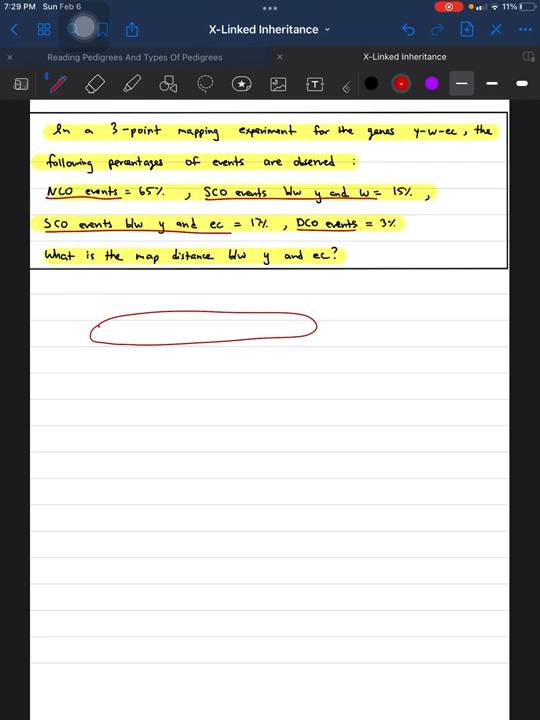 7:29 PM Sun Feb 6
11%
X-Linked Inheritance
Reading Pedigrees And Types Of Pedigrees
X-Linked Inheritance
In a 3-point mapping experiment for the genes y-w-ec, the
following percentages of events are observed :
NCO events = 65%, SCO events b/w y and w = 15%,
SCO events b/w y and ec = 17%, DCO events = 3%
What is the map distance b/w y and ec?